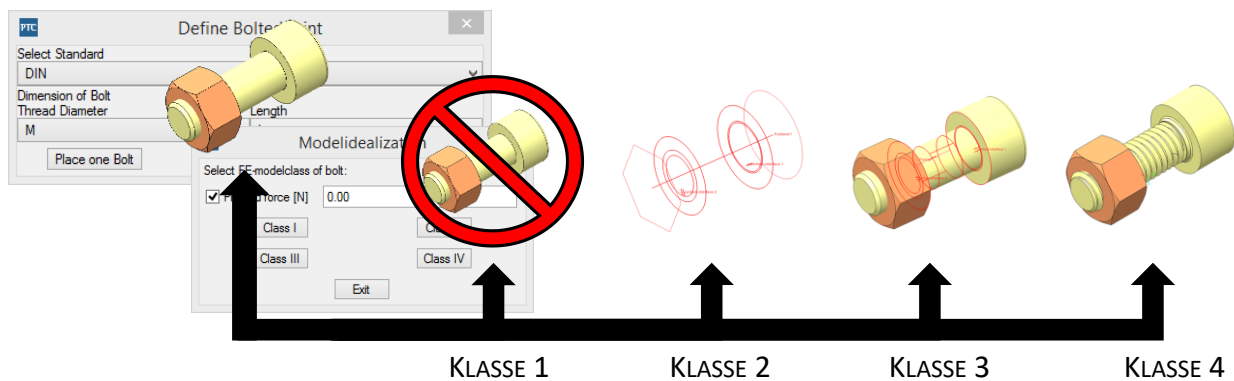 PTC
Define Bolted
Select Standard
DIN
Dimension of Bolt
Thread Diameter
Length
M
Place one Bolt
Modelidealization
Select FE-modelclass of bolt:
force [N]
0.00
Class I
Class III
Class IV
Exit
KLASSE 1
KLASSE 2
KLASSE 3
KLASSE 4